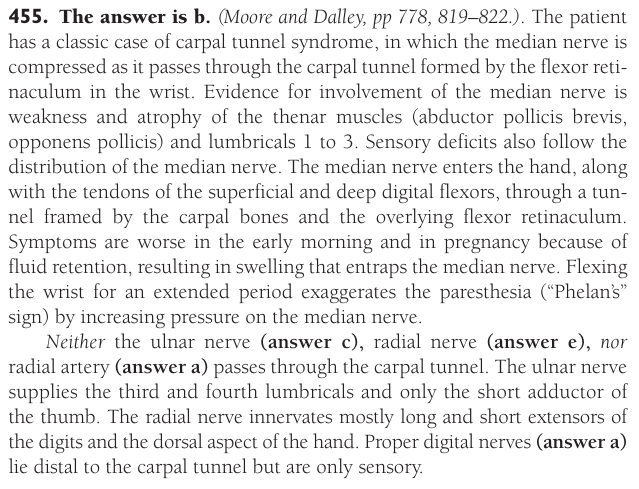 455. The answer is b. (Moore and Dalley, pp 778, 819–822.). The patient
has a classic case of carpal tunnel syndrome, in which the median nerve is
compressed as it passes through the carpal tunnel formed by the flexor reti-
naculum in the wrist. Evidence for involvement of the median nerve is
weakness and atrophy of the thenar muscles (abductor pollicis brevis,
opponens pollicis) and lumbricals 1 to 3. Sensory deficits also follow the
distribution of the median nerve. The median nerve enters the hand, along
with the tendons of the superficial and deep digital flexors, through a tun-
nel framed by the carpal bones and the overlying flexor retinaculum.
Symptoms are worse in the early morning and in pregnancy because of
fluid retention, resulting in swelling that entraps the median nerve. Flexing
the wrist for an extended period exaggerates the paresthesia (“Phelan’s”
sign) by increasing pressure on the median nerve.
Neither the ulnar nerve (answer c), radial nerve (answer e), nor
radial artery (answer a) passes through the carpal tunnel. The ulnar nerve
supplies the third and fourth lumbricals and only the short adductor of
the thumb. The radial nerve innervates mostly long and short extensors of
the digits and the dorsal aspect of the hand. Proper digital nerves (answer a)
lie distal to the carpal tunnel but are only sensory.